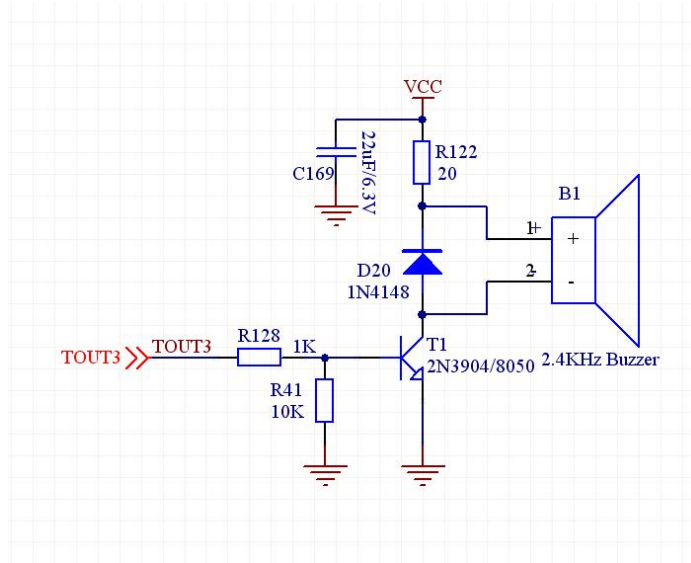 VCC
22uF/6.3V
C169
R122
20
B1
1+
+
2-
-
D20
1N4148
TOUT3
TOUT3
R128
1K
T1
2N3904/8050
2.4KHz Buzzer
R41
10K